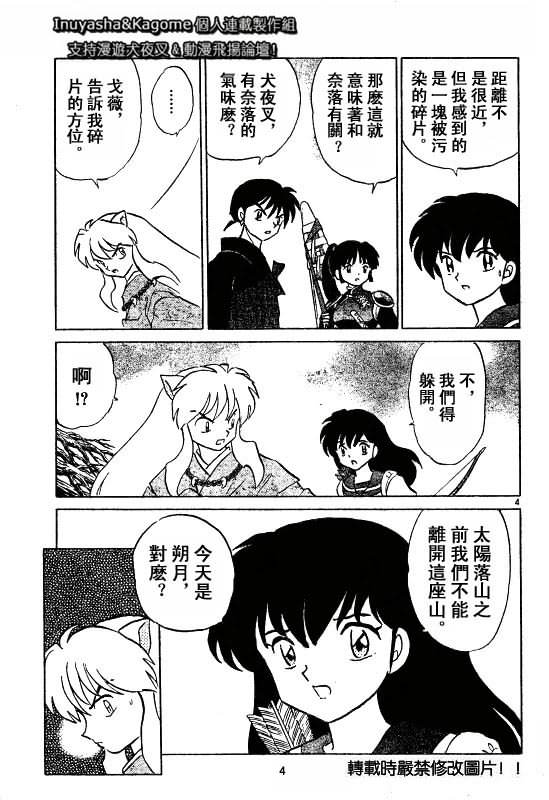 Inuyasha&Kagome 個人連載製作組
支持漫遊犬夜叉 & 動漫飛揚論壇!
距離不
是很近,
但我感到的
是一塊被污
染的碎片。
那麽這就
意味著和
奈落有關?
犬夜叉,
有奈落的
氣味麽?
……
戈薇,
告訴我碎
片的方位。
不,
我們得
躲開。
啊
!?
4
太陽落山之
前我們不能
離開這座山。
今天是
朔月,
對麽?
4
轉載時嚴禁修改圖片!!